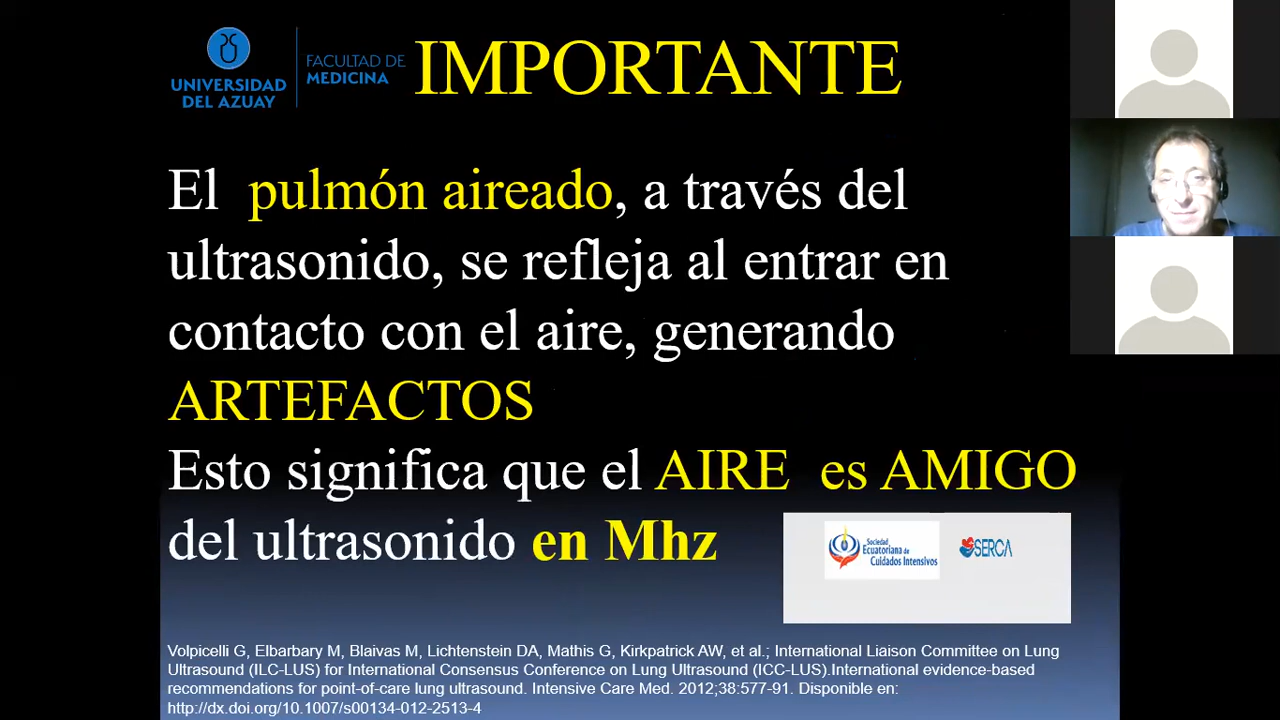 UNIVERSIDAD
DEL AZUAY
FACULTAD DE
MEDICINA
IMPORTANTE
El pulmón aireado, a través del
ultrasonido, se refleja al entrar en
contacto con el aire, generando
ARTEFACTOS
Esto significa que el AIRE es AMIGO
del ultrasonido en Mhz
Sociedad
Ecuatoriana de
Cuidados Intensivos
SERCA
Volpicelli G, Elbarbary M, Blaivas M, Lichtenstein DA, Mathis G, Kirkpatrick AW, et al.; International Liaison Committee on Lung
Ultrasound (ILC-LUS) for International Consensus Conference on Lung Ultrasound (ICC-LUS).International evidence-based
recommendations for point-of-care lung ultrasound. Intensive Care Med. 2012;38:577-91. Disponible en:
http://dx.doi.org/10.1007/s00134-012-2513-4